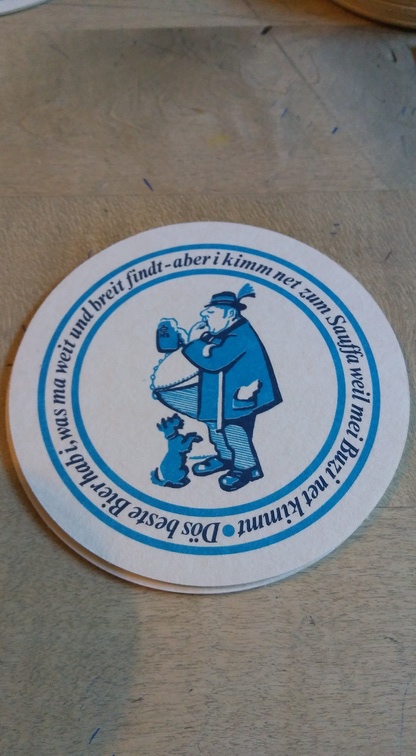 Dös beste Bier hab i, was ma weit und breit findt - aber i kimm net zum Sauffa weil mei Buzi net kimmt